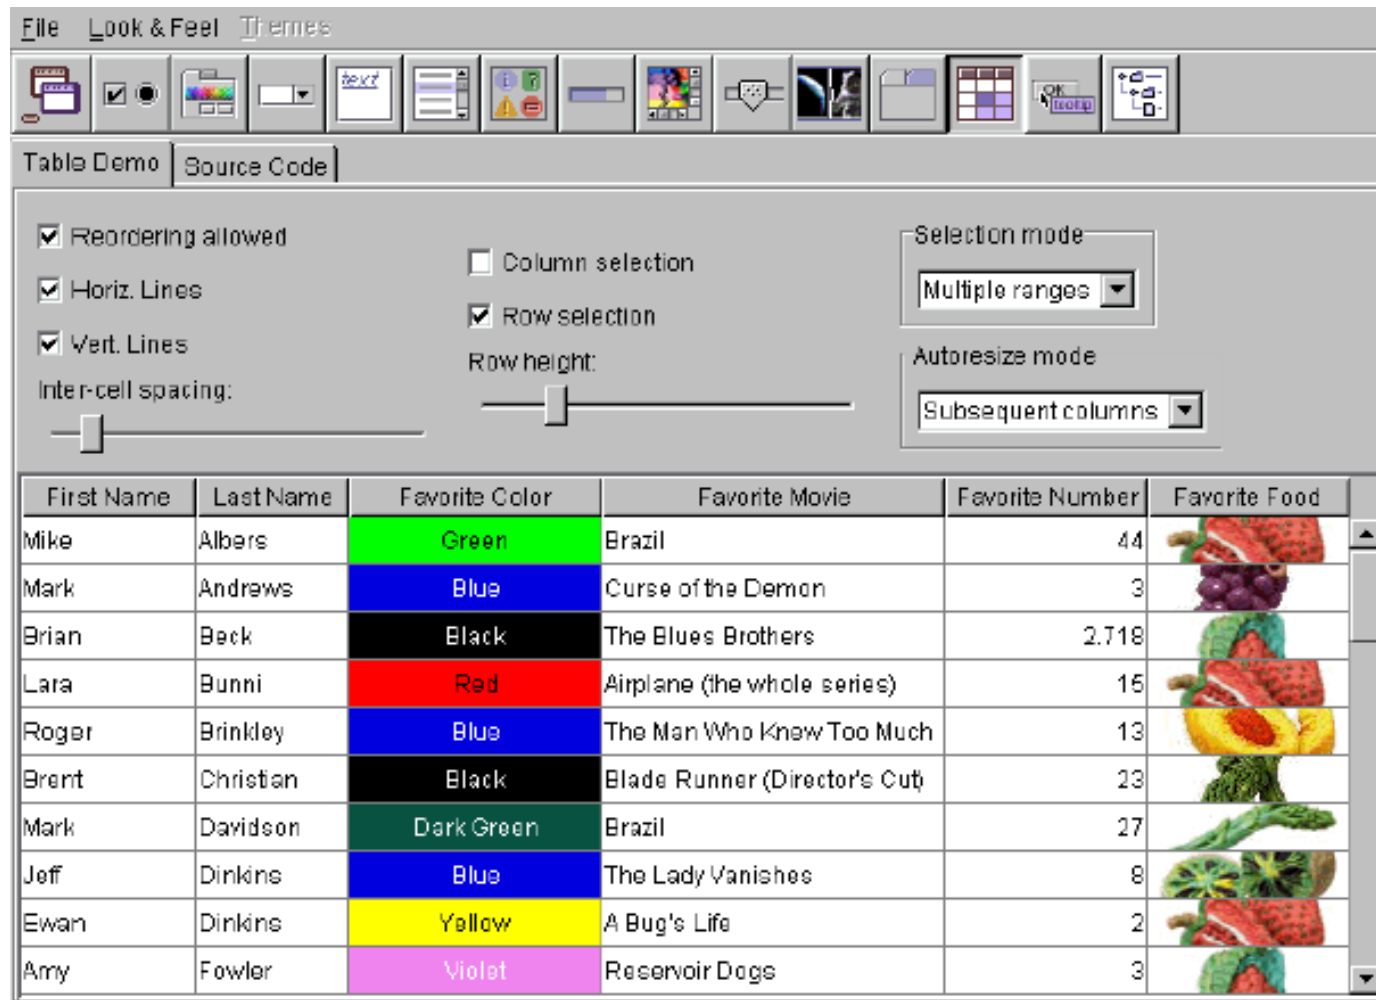 File Look & Feel Themes
text
OK
tooltip
Table Demo Source Code
Reordering allowed
Horiz. Lines
Vert. Lines
Inter-cell spacing:
Column selection
Row selection
Row height:
Selection mode
Multiple ranges
Autoresize mode
Subsequent columns
First Name Last Name Favorite Color Favorite Movie Favorite Number Favorite Food
Mike Albers Green Brazil 44
Mark Andrews Blue Curse of the Demon 3
Brian Beck Black The Blues Brothers 2.718
Lara Bunni Red Airplane (the whole series) 15
Roger Brinkley Blue The Man Who Knew Too Much 13
Brent Christian Black Blade Runner (Director's Cut) 23
Mark Davidson Dark Green Brazil 27
Jeff Dinkins Blue The Lady Vanishes 8
Ewan Dinkins Yellow A Bug's Life 2
Amy Fowler Violet Reservoir Dogs 3